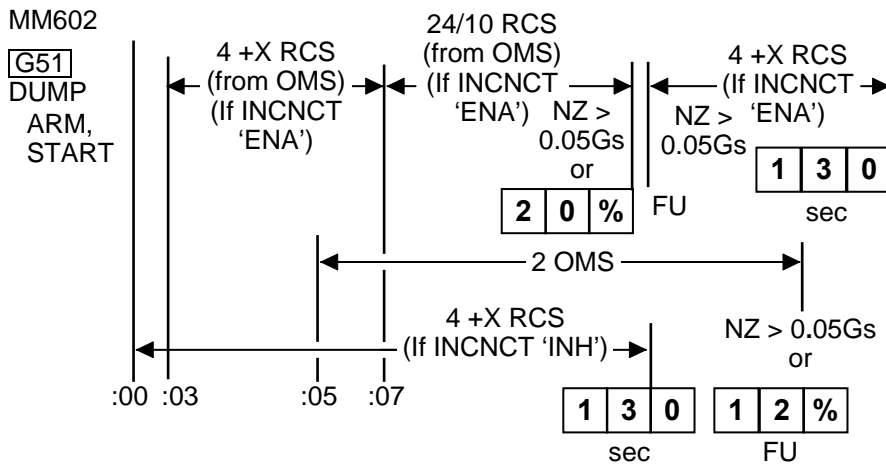 MM602
G51
DUMP
ARM,
START
4 +X RCS
(from OMS)
(If INCNCT
‘ENA’)
24/10 RCS
(from OMS)
(If INCNCT
‘ENA’)
NZ >
0.05Gs
or
2 0 %
FU
4 +X RCS
(If INCNCT
‘ENA’)
NZ >
0.05Gs
1 3 0
sec
2 OMS
4 +X RCS
(If INCNCT ‘INH’)
NZ > 0.05Gs
or
:00 :03 :05 :07
1 3 0
sec
1 2 %
FU